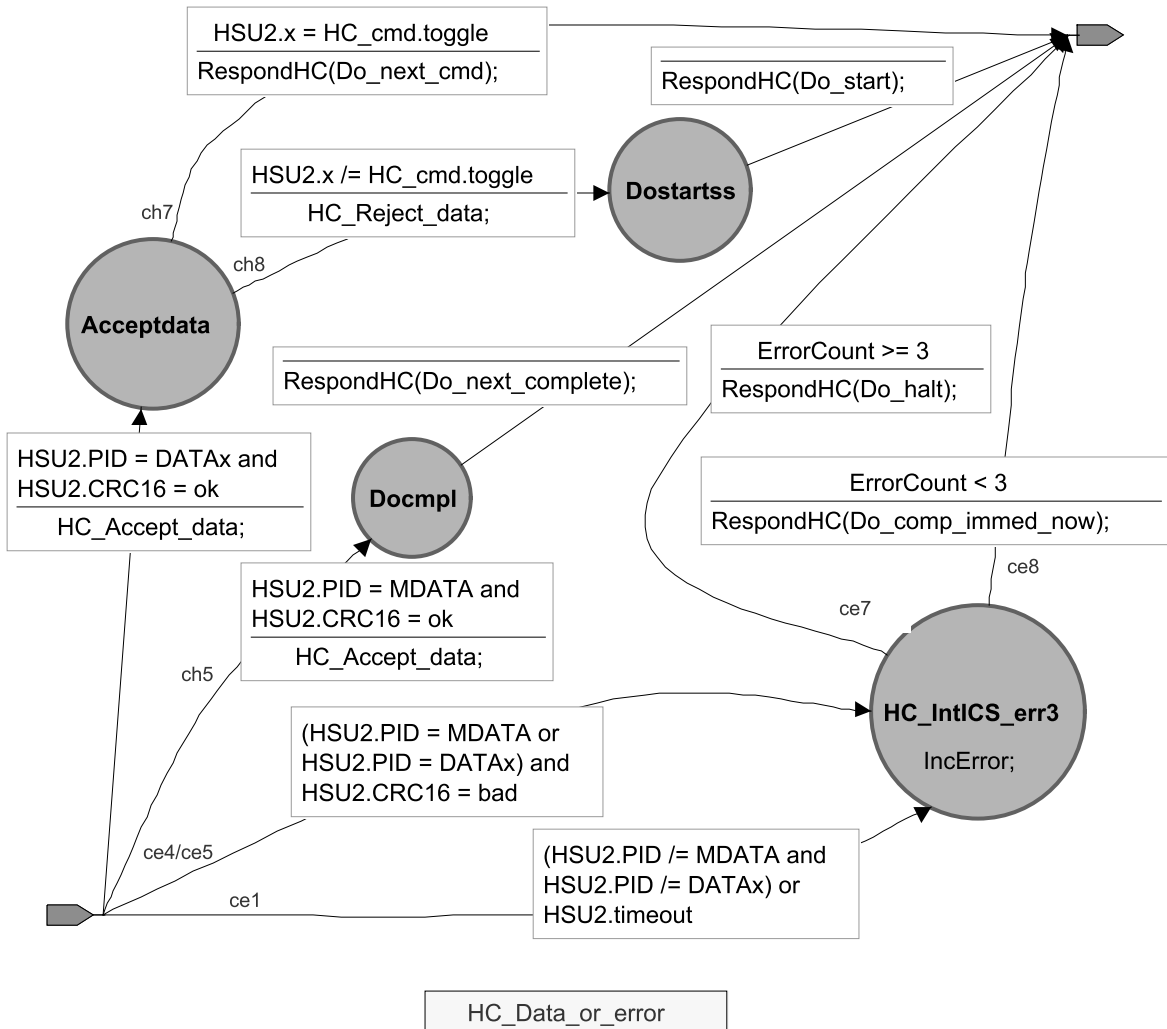 HSU2.x = HC_cmd.toggle
RespondHC(Do_next_cmd);
RespondHC(Do_start);
HSU2.x /= HC_cmd.toggle
HC_Reject_data;
Dostartss
ch7
ch8
Acceptdata
ErrorCount >= 3
RespondHC(Do_halt);
RespondHC(Do_next_complete);
HSU2.PID = DATAx and
HSU2.CRC16 = ok
HC_Accept_data;
Docmpl
ErrorCount < 3
RespondHC(Do_comp_immed_now);
ce8
HSU2.PID = MDATA and
HSU2.CRC16 = ok
HC_Accept_data;
ce7
ch5
HC_IntICS_err3
IncError;
(HSU2.PID = MDATA or
HSU2.PID = DATAx) and
HSU2.CRC16 = bad
ce4/ce5
(HSU2.PID /= MDATA and
HSU2.PID /= DATAx) or
HSU2.timeout
ce1
HC_Data_or_error